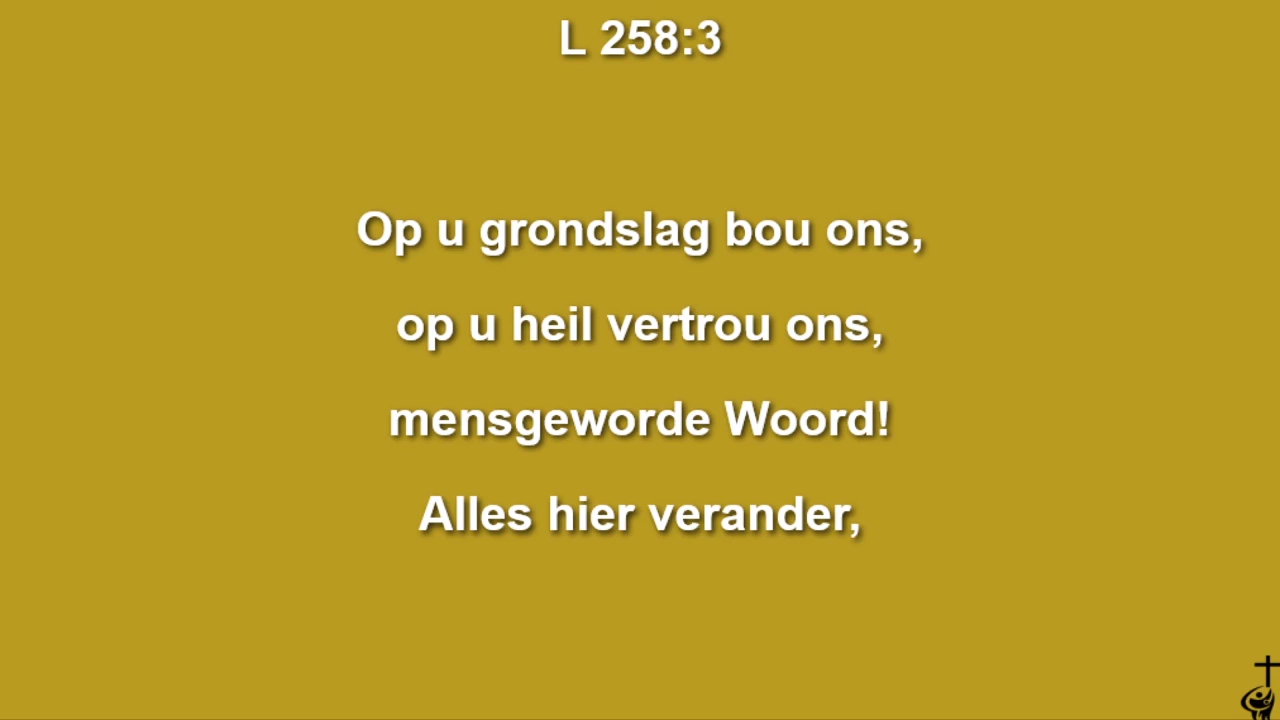 L 258:3
Op u grondslag bou ons,
op u heil vertrou ons,
mensgeworde Woord!
Alles hier verander,